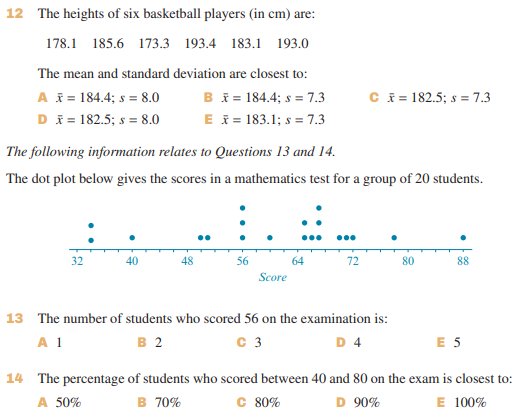 12 The heights of six basketball players (in cm) are:
178.1 185.6 173.3 193.4 183.1 193.0
The mean and standard deviation are closest to:
A x̄ = 184.4; s = 8.0 B x̄ = 184.4; s = 7.3 C x̄ = 182.5; s = 7.3
D x̄ = 182.5; s = 8.0 E x̄ = 183.1; s = 7.3
The following information relates to Questions 13 and 14.
The dot plot below gives the scores in a mathematics test for a group of 20 students.
32 40 48 56 64 72 80 88
Score
13 The number of students who scored 56 on the examination is:
A 1 B 2 C 3 D 4 E 5
14 The percentage of students who scored between 40 and 80 on the exam is closest to:
A 50% B 70% C 80% D 90% E 100%